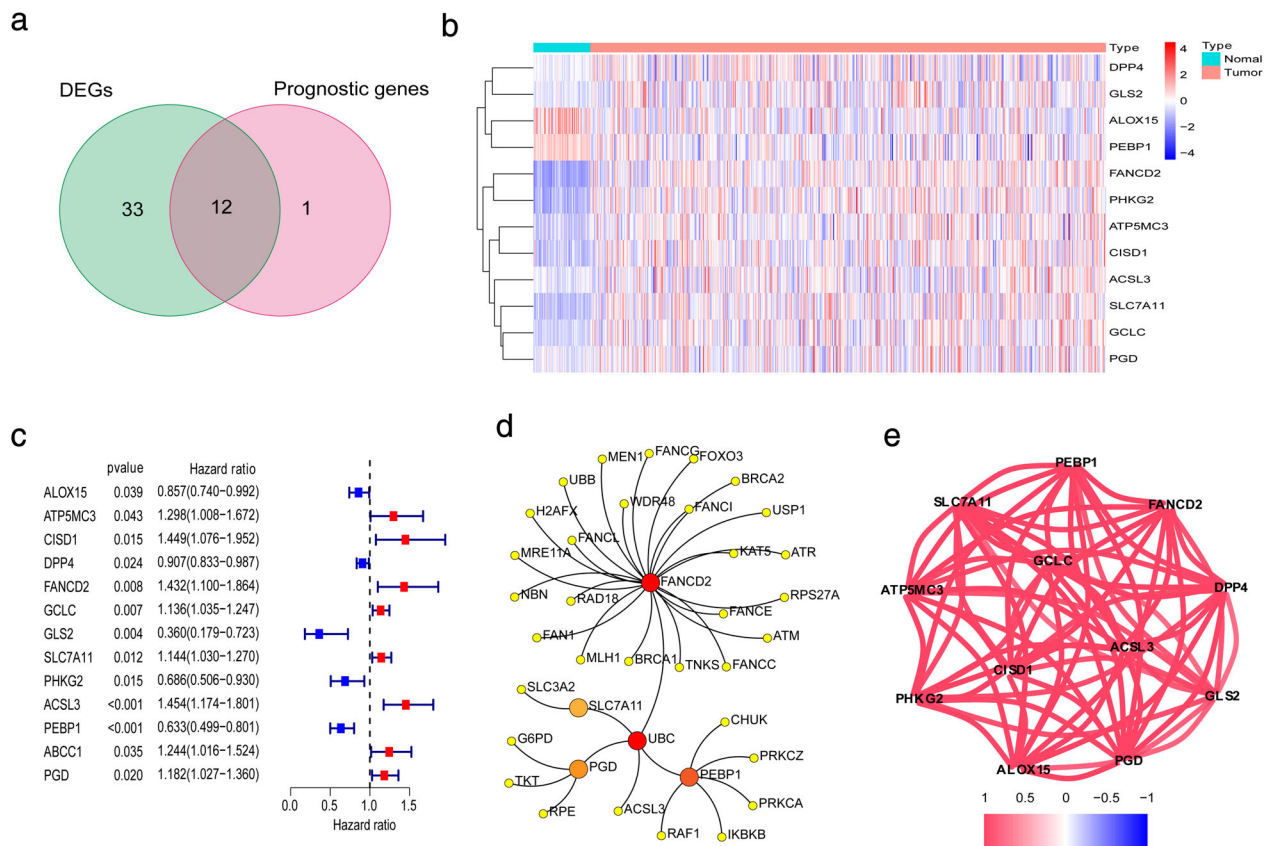 a
DEGs
Prognostic genes
33
12
1
b
Type
DPP4
GLS2
ALOX15
PEBP1
FANCD2
PHKG2
ATP5MC3
CISD1
ACSL3
SLC7A11
GCLC
PGD
4
2
0
−2
−4
Type
Nomal
Tumor
c
pvalue Hazard ratio
ALOX15 0.039 0.857(0.740−0.992)
ATP5MC3 0.043 1.298(1.008−1.672)
CISD1 0.015 1.449(1.076−1.952)
DPP4 0.024 0.907(0.833−0.987)
FANCD2 0.008 1.432(1.100−1.864)
GCLC 0.007 1.136(1.035−1.247)
GLS2 0.004 0.360(0.179−0.723)
SLC7A11 0.012 1.144(1.030−1.270)
PHKG2 0.015 0.686(0.506−0.930)
ACSL3 <0.001 1.454(1.174−1.801)
PEBP1 <0.001 0.633(0.499−0.801)
ABCC1 0.035 1.244(1.016−1.524)
PGD 0.020 1.182(1.027−1.360)
0.0 0.5 1.0 1.5
Hazard ratio
d
MEN1
FANCG
FOXO3
UBB
BRCA2
WDR48
FANCI
H2AFX
USP1
FANCL
MRE11A
KAT5
ATR
FANCD2
NBN
RAD18
RPS27A
FANCE
FAN1
ATM
MLH1
BRCA1
TNKS
FANCC
SLC3A2
SLC7A11
CHUK
G6PD
UBC
PRKCZ
PGD
PEBP1
TKT
PRKCA
RPE
ACSL3
RAF1
IKBKB
e
PEBP1
SLC7A11
FANCD2
GCLC
ATP5MC3
DPP4
ACSL3
CISD1
PHKG2
GLS2
PGD
ALOX15
1 0.5 0 −0.5 −1